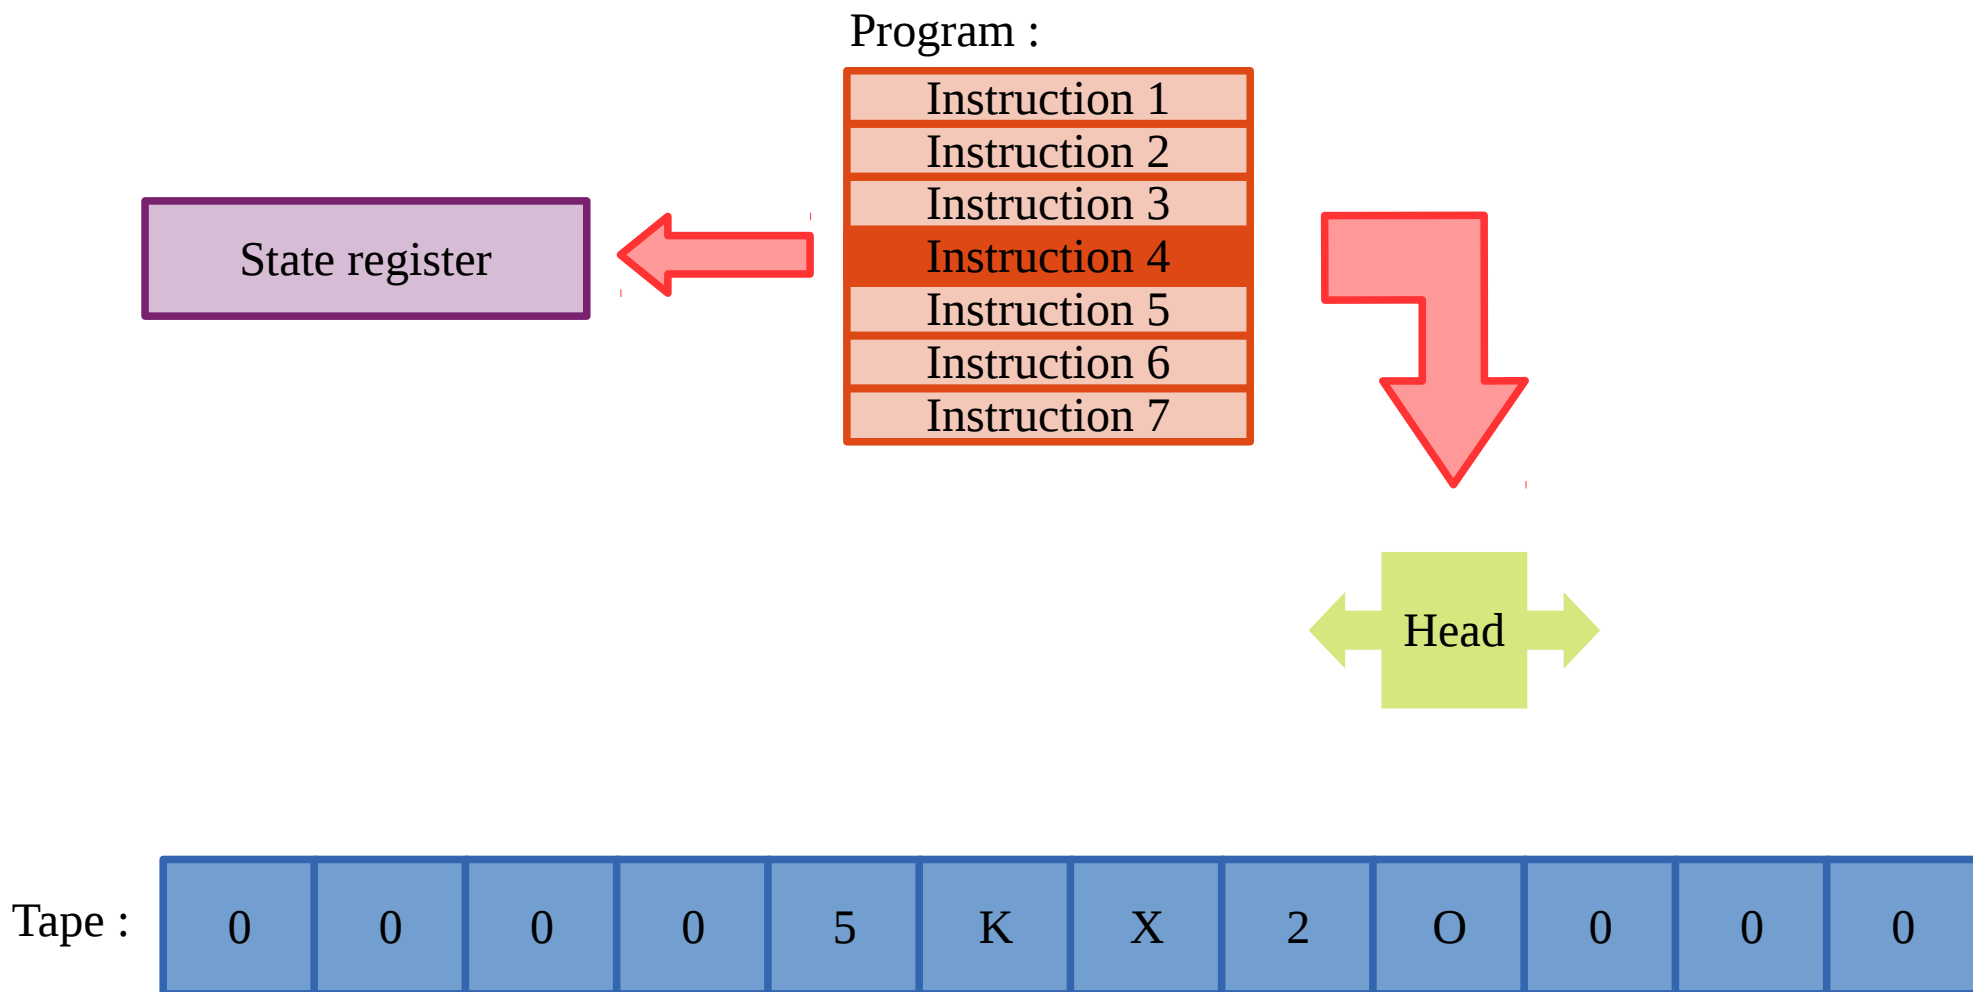 Program :
Instruction 1
Instruction 2
Instruction 3
State register
Instruction 4
Instruction 5
Instruction 6
Instruction 7
Head
Tape : 0 0 0 0 5 K X 2 O 0 0 0